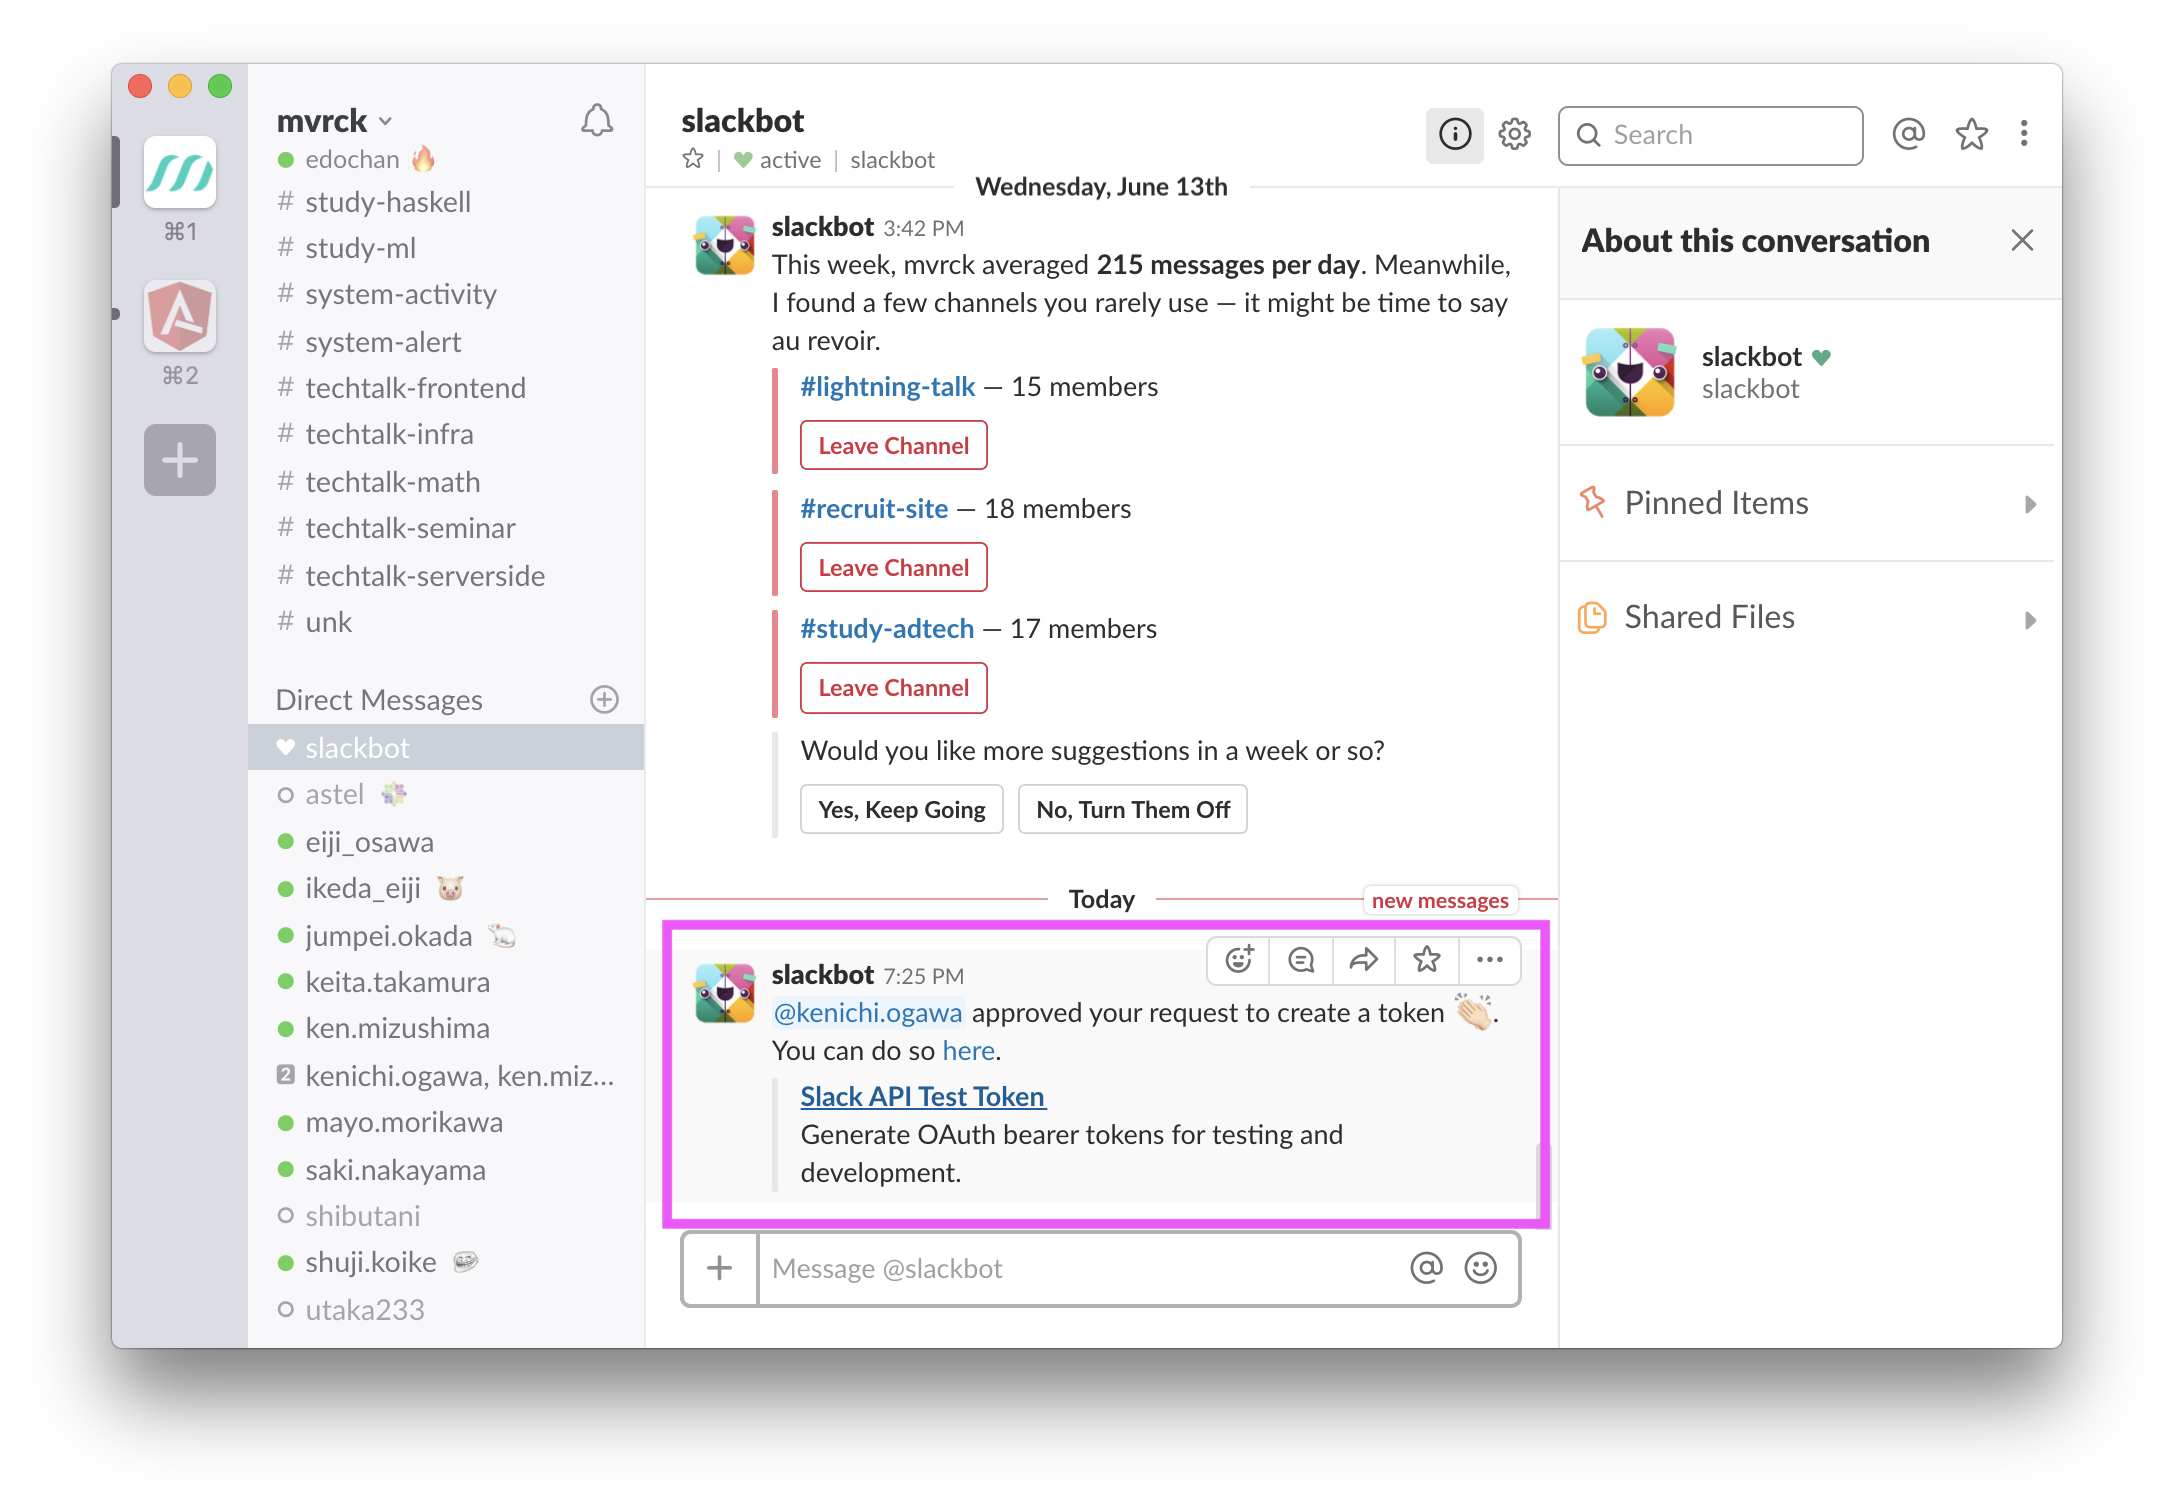 ⌘1
⌘2
mvrck
edochan
# study-haskell
# study-ml
# system-activity
# system-alert
# techtalk-frontend
# techtalk-infra
# techtalk-math
# techtalk-seminar
# techtalk-serverside
# unk
Direct Messages
slackbot
astel
eiji_osawa
ikeda_eiji
jumpei.okada
keita.takamura
ken.mizushima
2 kenichi.ogawa, ken.miz...
mayo.morikawa
saki.nakayama
shibutani
shuji.koike
utaka233
slackbot
active | slackbot
Search
Wednesday, June 13th
slackbot 3:42 PM
This week, mvrck averaged 215 messages per day. Meanwhile,
I found a few channels you rarely use — it might be time to say
au revoir.
#lightning-talk — 15 members
Leave Channel
#recruit-site — 18 members
Leave Channel
#study-adtech — 17 members
Leave Channel
Would you like more suggestions in a week or so?
Yes, Keep Going
No, Turn Them Off
Today
new messages
slackbot 7:25 PM
@kenichi.ogawa approved your request to create a token 👏🏻.
You can do so here.
Slack API Test Token
Generate OAuth bearer tokens for testing and
development.
Message @slackbot
About this conversation
slackbot
slackbot
Pinned Items
Shared Files